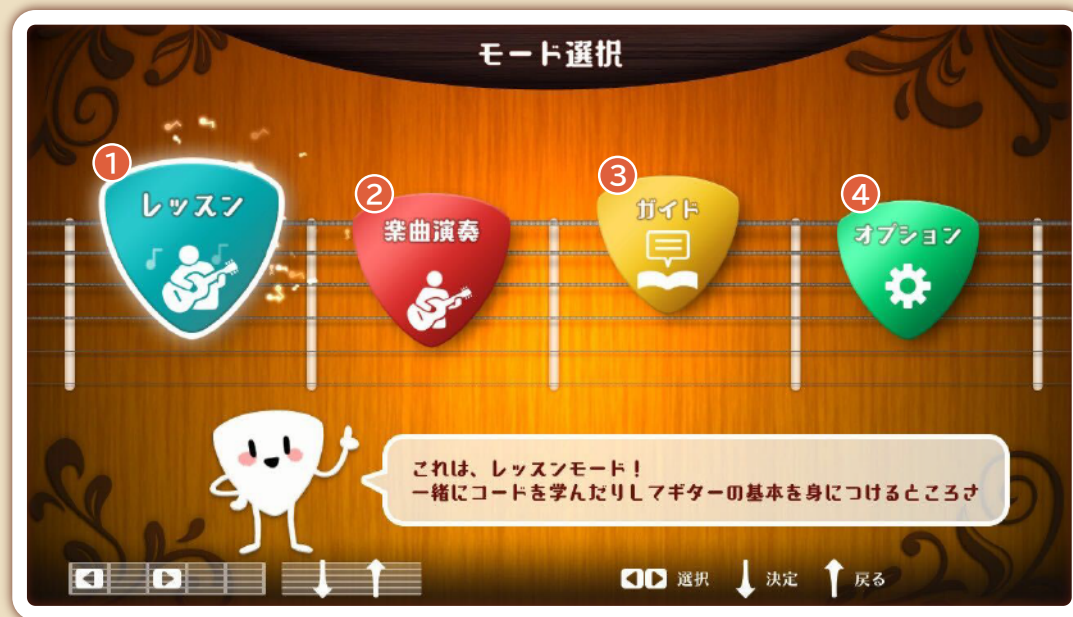 モード選択
1
レッスン
2
楽曲演奏
3
ガイド
4
オプション
これは、レッスンモード！
一緒にコードを学んだりしてギターの基本を身につけるところさ
選択 決定 戻る